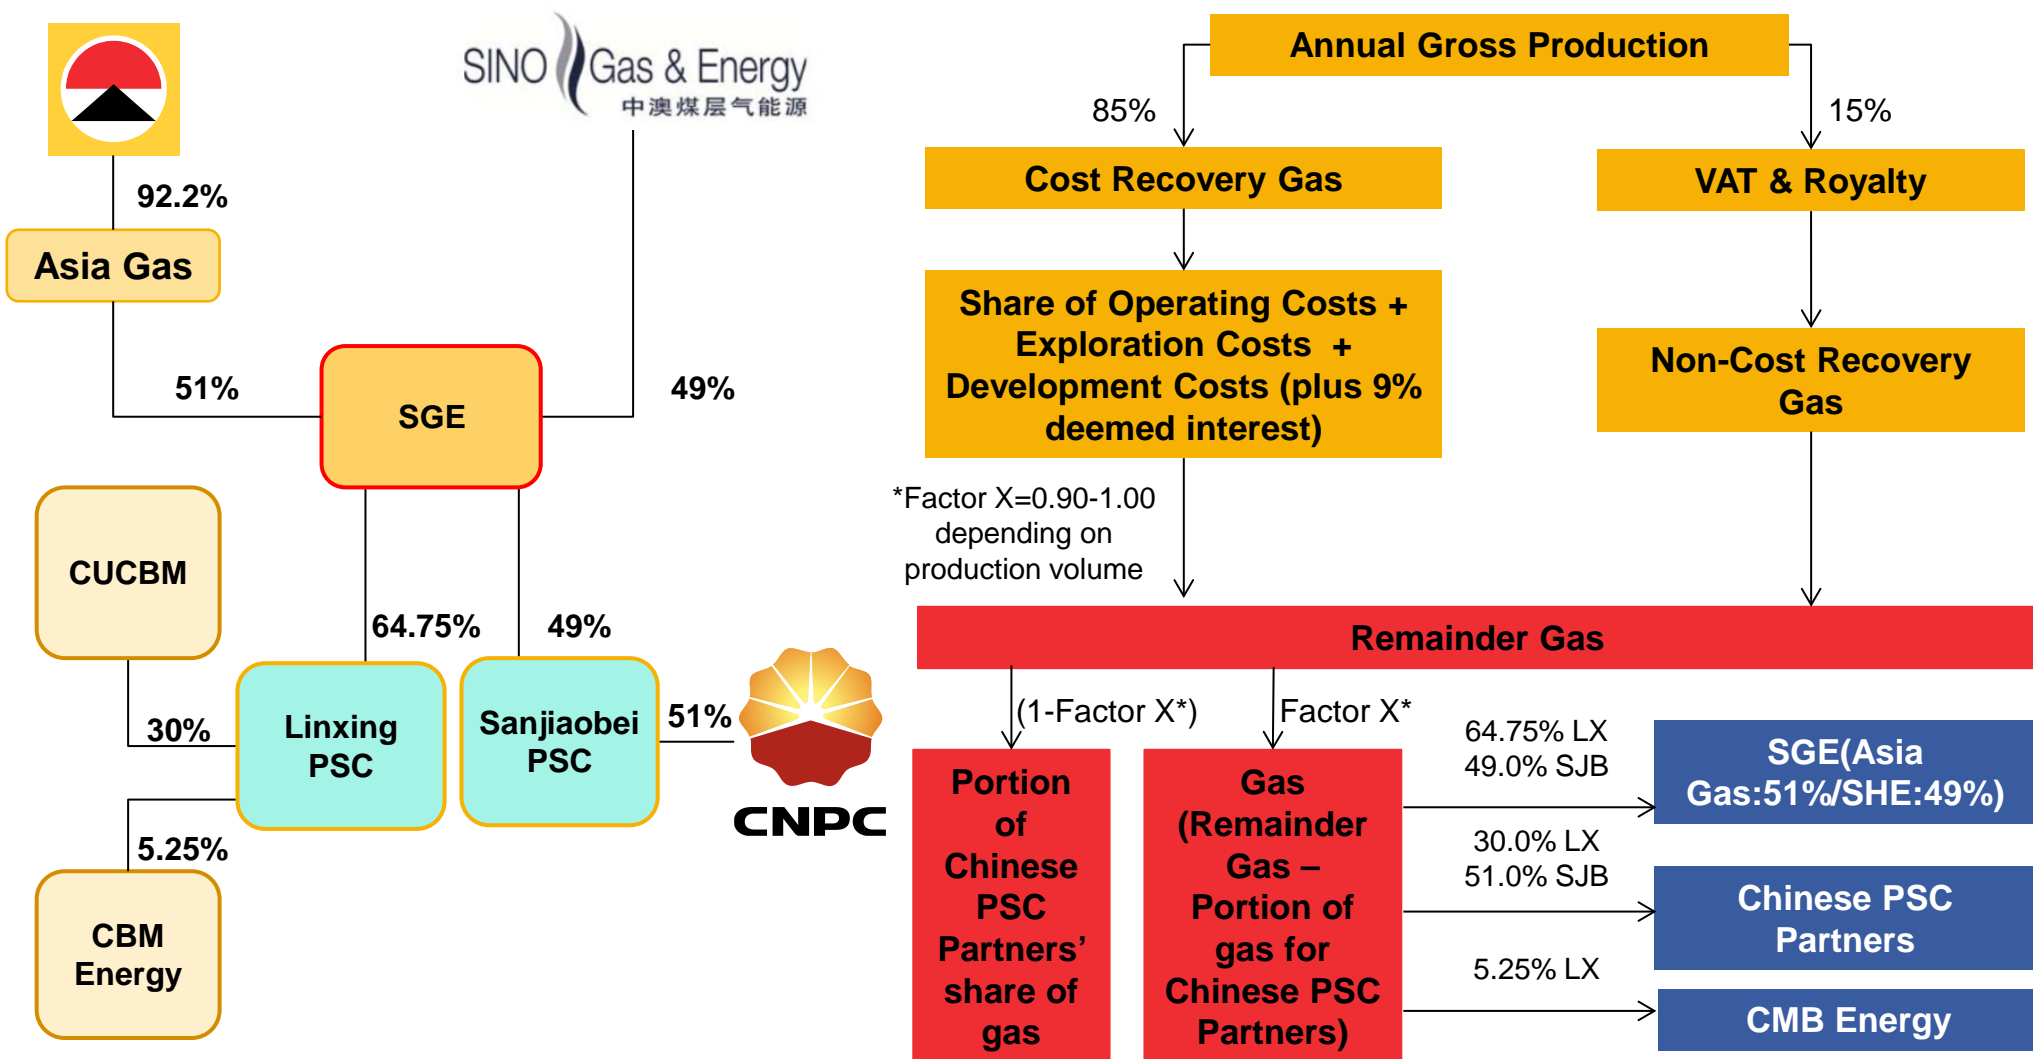 SINO Gas & Energy
中澳煤层气能源
92.2%
Asia Gas
51%
49%
SGE
CUCBM
64.75%
49%
30%
Linxing
PSC
Sanjiaobei
PSC
51%
CNPC
5.25%
CBM
Energy
Annual Gross Production
85%
15%
Cost Recovery Gas
VAT & Royalty
Share of Operating Costs +
Exploration Costs +
Development Costs (plus 9%
deemed interest)
Non-Cost Recovery
Gas
*Factor X=0.90-1.00
depending on
production volume
Remainder Gas
(1-Factor X*)
Factor X*
Portion
of
Chinese
PSC
Partners’
share of
gas
Gas
(Remainder
Gas –
Portion of
gas for
Chinese PSC
Partners)
64.75% LX
49.0% SJB
SGE(Asia
Gas:51%/SHE:49%)
30.0% LX
51.0% SJB
Chinese PSC
Partners
5.25% LX
CMB Energy